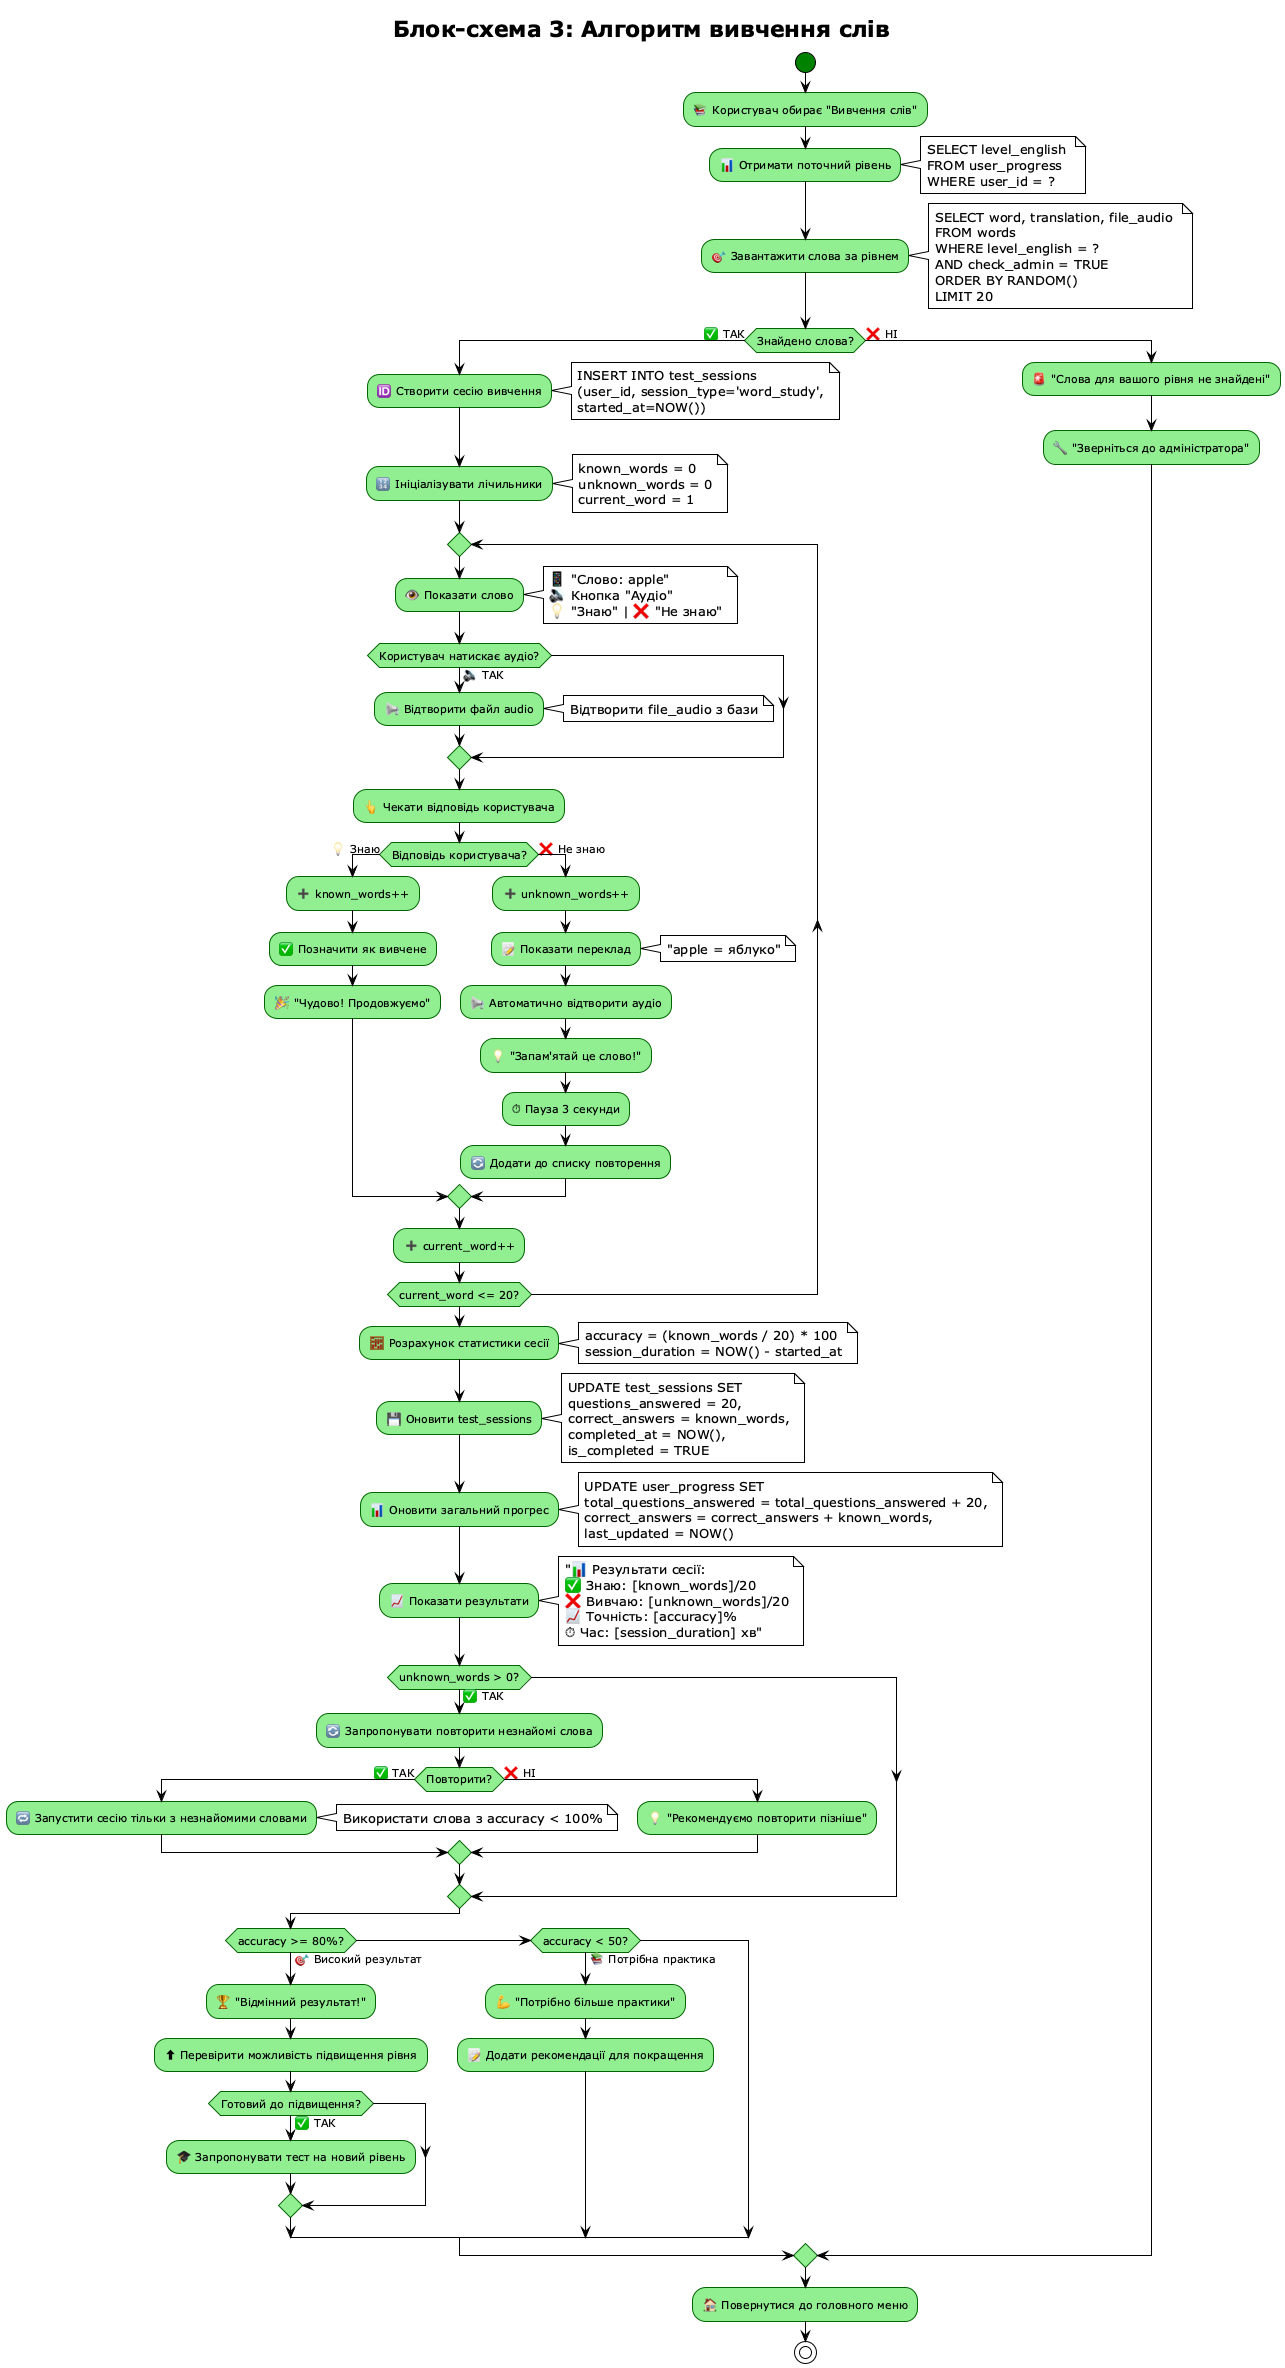 Блок-схема 3: Алгоритм вивчення слів
📚 Користувач обирає "Вивчення слів"
📊 Отримати поточний рівень
SELECT level_english
FROM user_progress
WHERE user_id = ?
🎯 Завантажити слова за рівнем
SELECT word, translation, file_audio
FROM words
WHERE level_english = ?
AND check_admin = TRUE
ORDER BY RANDOM()
LIMIT 20
✅ ТАК
Знайдено слова?
❌ НІ
🆔 Створити сесію вивчення
INSERT INTO test_sessions
(user_id, session_type='word_study',
started_at=NOW())
🚨 "Слова для вашого рівня не знайдені"
🔧 "Зверніться до адміністратора"
🔢 Ініціалізувати лічильники
known_words = 0
unknown_words = 0
current_word = 1
👁 Показати слово
📱 "Слово: apple"
🔊 Кнопка "Аудіо"
💡 "Знаю" | ❌ "Не знаю"
Користувач натискає аудіо?
🔊 ТАК
📢 Відтворити файл audio
Відтворити file_audio з бази
👆 Чекати відповідь користувача
💡 Знаю
Відповідь користувача?
❌ Не знаю
➕ known_words++
➕ unknown_words++
✅ Позначити як вивчене
📝 Показати переклад
"apple = яблуко"
🎉 "Чудово! Продовжуємо"
📢 Автоматично відтворити аудіо
💡 "Запам'ятай це слово!"
⏱ Пауза 3 секунди
🔄 Додати до списку повторення
➕ current_word++
current_word <= 20?
🧮 Розрахунок статистики сесії
accuracy = (known_words / 20) * 100
session_duration = NOW() - started_at
💾 Оновити test_sessions
UPDATE test_sessions SET
questions_answered = 20,
correct_answers = known_words,
completed_at = NOW(),
is_completed = TRUE
📊 Оновити загальний прогрес
UPDATE user_progress SET
total_questions_answered = total_questions_answered + 20,
correct_answers = correct_answers + known_words,
last_updated = NOW()
📈 Показати результати
"📊 Результати сесії:
✅ Знаю: [known_words]/20
❌ Вивчаю: [unknown_words]/20
📈 Точність: [accuracy]%
⏱ Час: [session_duration] хв"
unknown_words > 0?
✅ ТАК
🔄 Запропонувати повторити незнайомі слова
✅ ТАК
Повторити?
❌ НІ
🔁 Запустити сесію тільки з незнайомими словами
Використати слова з accuracy < 100%
💡 "Рекомендуємо повторити пізніше"
accuracy >= 80%?
accuracy < 50?
🎯 Високий результат
📚 Потрібна практика
🏆 "Відмінний результат!"
💪 "Потрібно більше практики"
⬆ Перевірити можливість підвищення рівня
📝 Додати рекомендації для покращення
Готовий до підвищення?
✅ ТАК
🎓 Запропонувати тест на новий рівень
🏠 Повернутися до головного меню